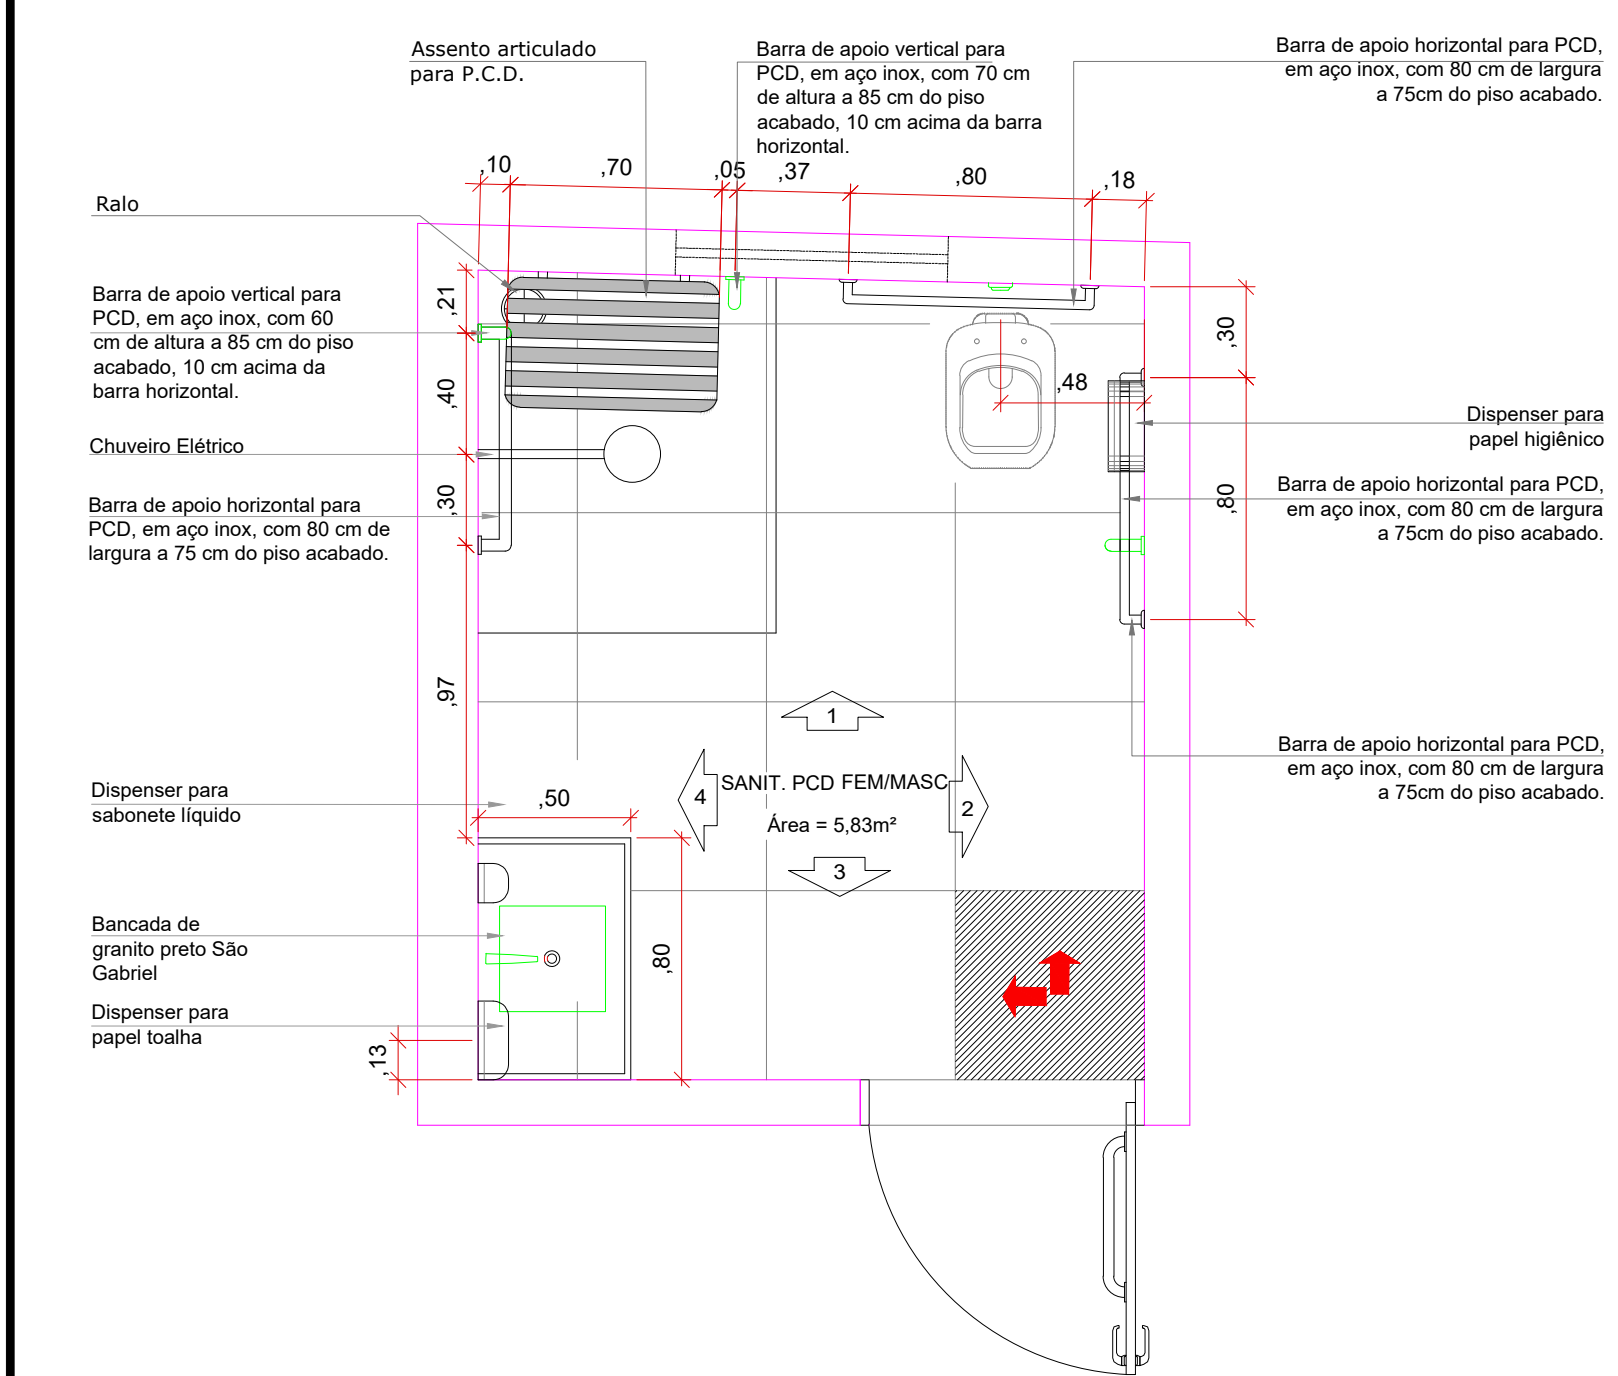 Assento articulado
para P.C.D.
Barra de apoio vertical para
PCD, em aço inox, com 70 cm
de altura a 85 cm do piso
acabado, 10 cm acima da barra
horizontal.
Barra de apoio horizontal para PCD,
em aço inox, com 80 cm de largura
a 75cm do piso acabado.
,10
,70
,05
,37
,80
,18
Ralo
Barra de apoio vertical para
PCD, em aço inox, com 60
cm de altura a 85 cm do piso
acabado, 10 cm acima da
barra horizontal.
,21
,40
,30
,97
Chuveiro Elétrico
Barra de apoio horizontal para
PCD, em aço inox, com 80 cm de
largura a 75 cm do piso acabado.
,30
,48
,80
Dispenser para
papel higiênico
Barra de apoio horizontal para PCD,
em aço inox, com 80 cm de largura
a 75cm do piso acabado.
Barra de apoio horizontal para PCD,
em aço inox, com 80 cm de largura
a 75cm do piso acabado.
1
4
SANIT. PCD FEM/MASC
2
Área = 5,83m²
3
Dispenser para
sabonete líquido
,50
,80
Bancada de
granito preto São
Gabriel
Dispenser para
papel toalha
,13